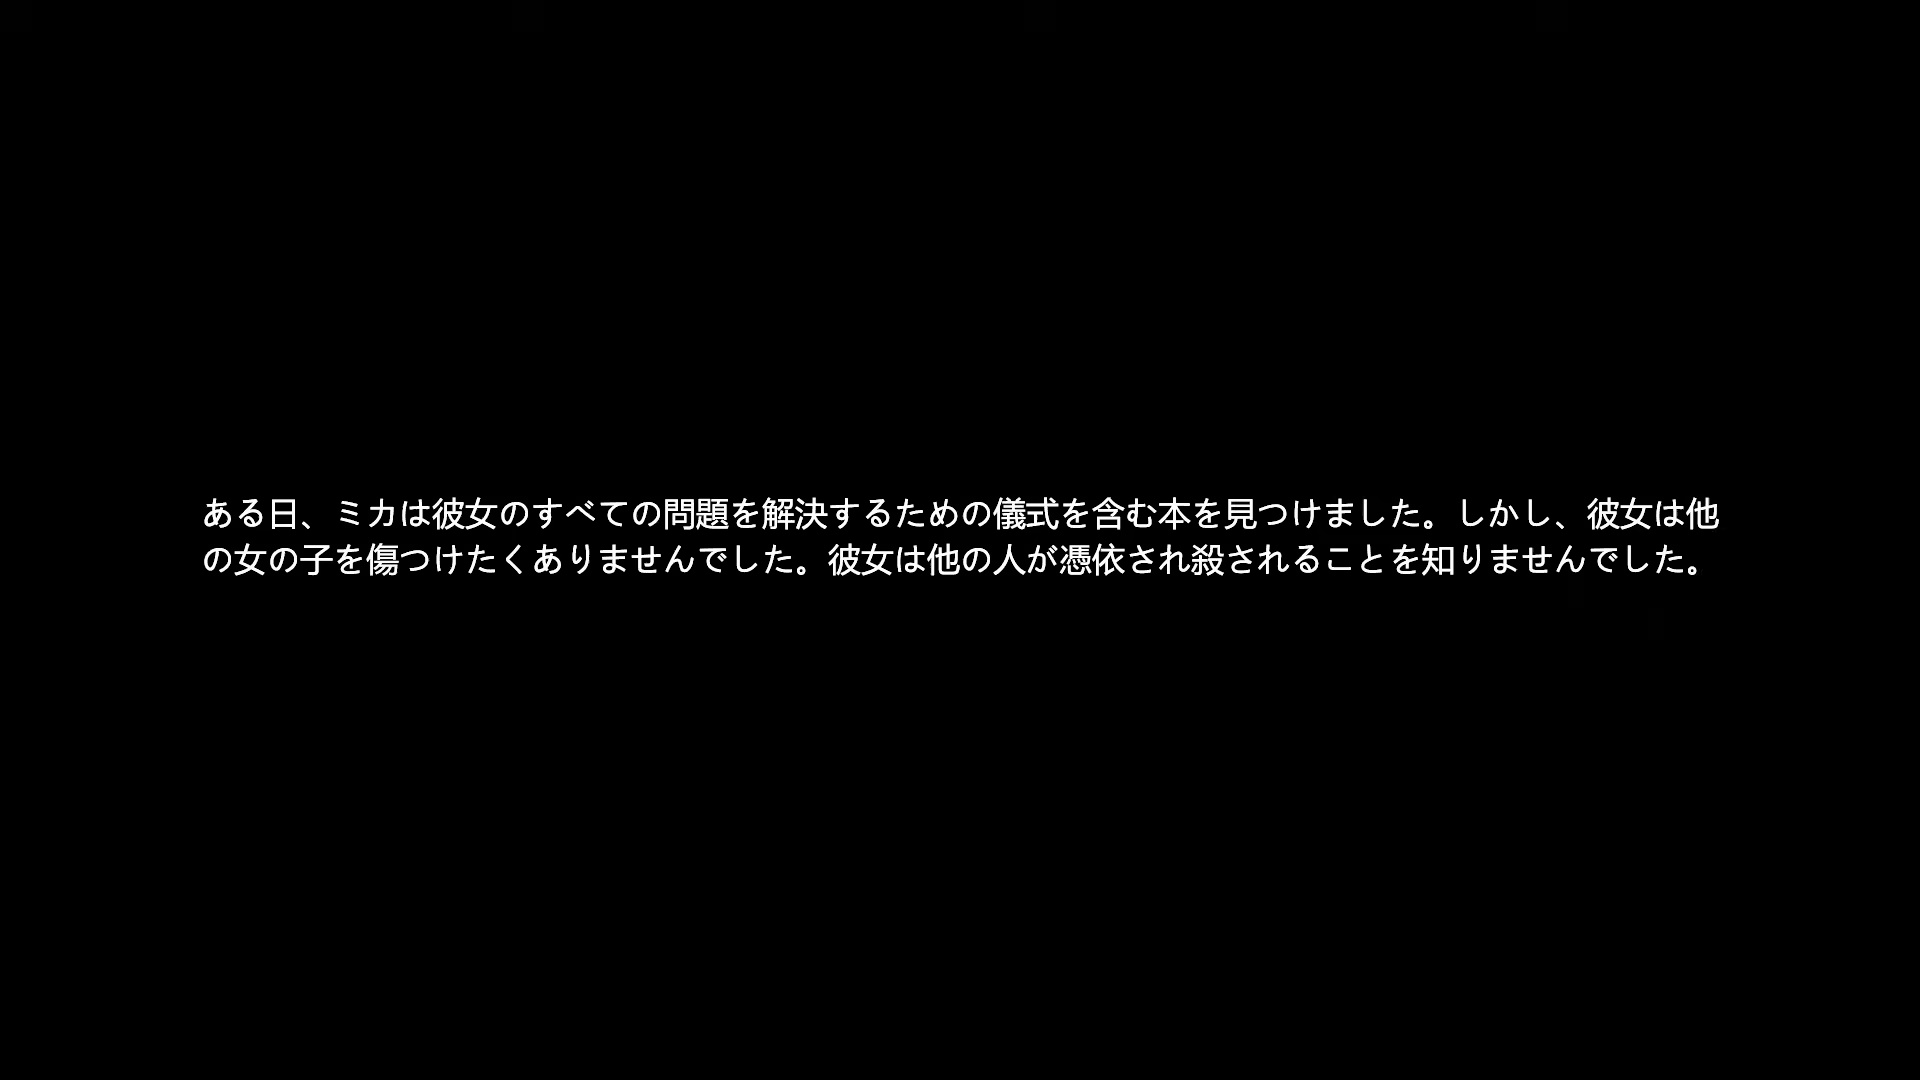 ある日、ミカは彼女のすべての問題を解決するための儀式を含む本を見つけました。しかし、彼女は他
の女の子を傷つけたくありませんでした。彼女は他の人が憑依され殺されることを知りませんでした。